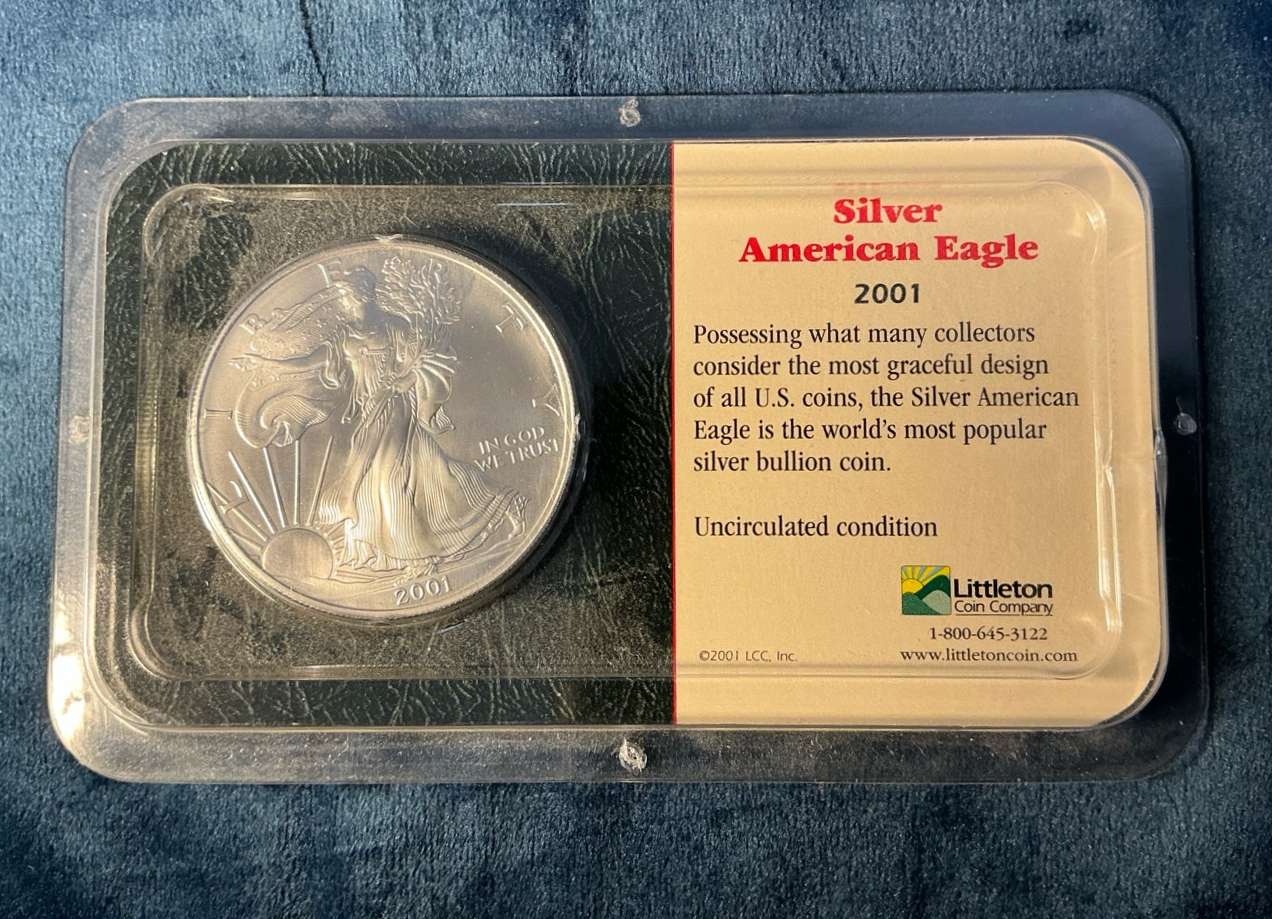 LIBERTY
IN GOD
WE TRUST
2001
Silver
American Eagle
2001
Possessing what many collectors
consider the most graceful design
of all U.S. coins, the Silver American
Eagle is the world's most popular
silver bullion coin.
Uncirculated condition
Littleton
Coin Company
1-800-645-3122
©2001 LCC, Inc.
www.littletoncoin.com